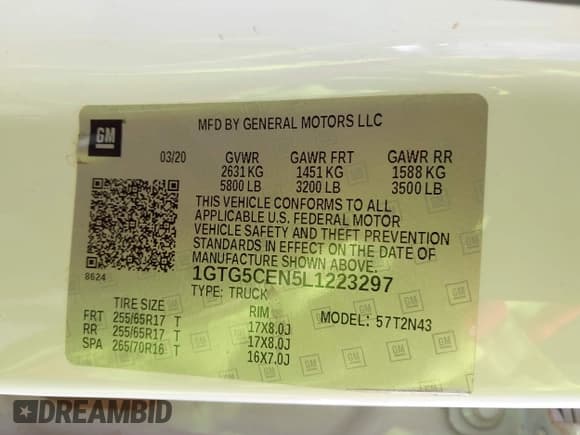 GM
MFD BY GENERAL MOTORS LLC
03/20 GVWR GAWR FRT GAWR RR
2631 KG 1451 KG 1588 KG
5800 LB 3200 LB 3500 LB
THIS VEHICLE CONFORMS TO ALL
APPLICABLE U.S. FEDERAL MOTOR
VEHICLE SAFETY AND THEFT PREVENTION
STANDARDS IN EFFECT ON THE DATE OF
MANUFACTURE SHOWN ABOVE.
8624
1GTG5CEN5L1223297
TYPE: TRUCK
TIRE SIZE RIM MODEL: 57T2N43
FRT 255/65R17 T 17X8.0J
RR 255/65R17 T 17X8.0J
SPA 265/70R16 T 16X7.0J
DREAMBID